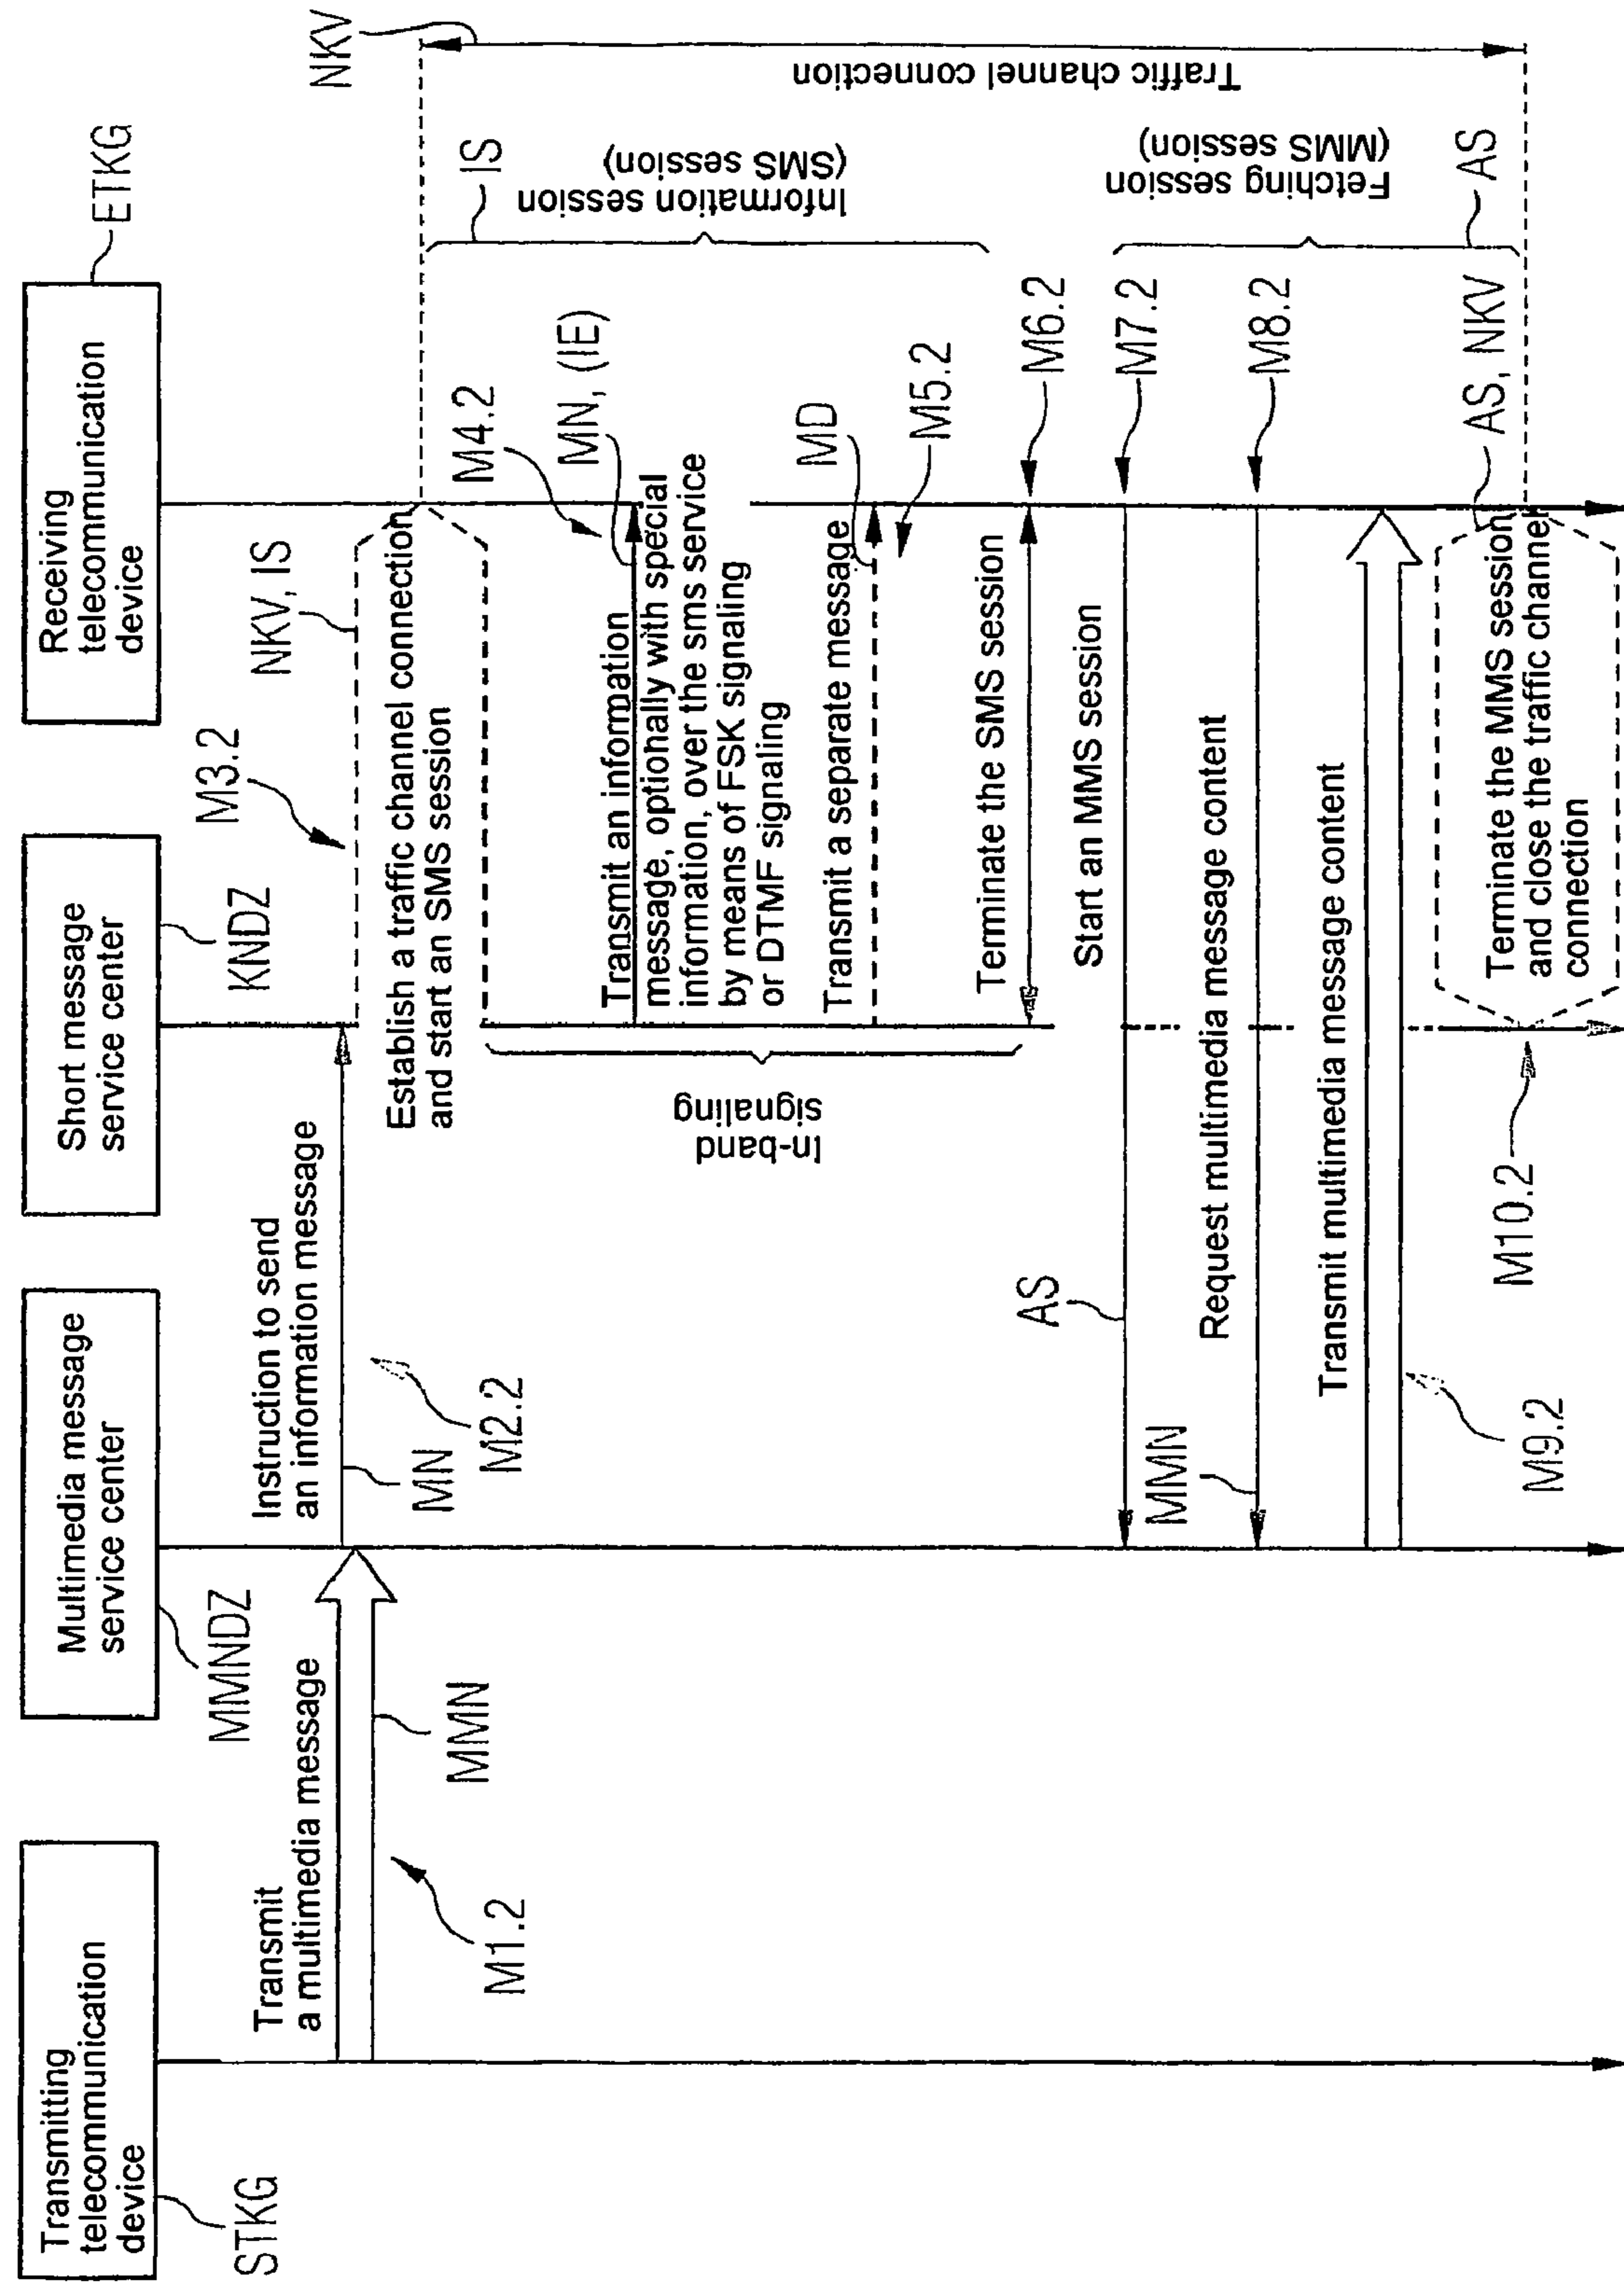 Transmitting
telecommunication
device
STKG
Multimedia message
service center
MMNDZ
Short message
service center
KNDZ
Receiving
telecommunication
device
ETKG
Transmit
a multimedia message
MMN
M1.2
Instruction to send
an information message
MN
M2.2
M3.2
NKV, IS
Establish a traffic channel connection
and start an SMS session
NKV
Traffic channel connection
IS
Information session
(SMS session)
M4.2
MN, (IE)
Transmit an information
message, optionally with special
information, over the sms service
by means of FSK signaling
or DTMF signaling
In-band
signaling
MD
Transmit a separate message
M5.2
Terminate the SMS session
M6.2
Start an MMS session
AS
M7.2
Fetching session
(MMS session)
AS
Request multimedia message content
MMN
M8.2
Transmit multimedia message content
M9.2
AS, NKV
Terminate the MMS session
and close the traffic channel
connection
M10.2